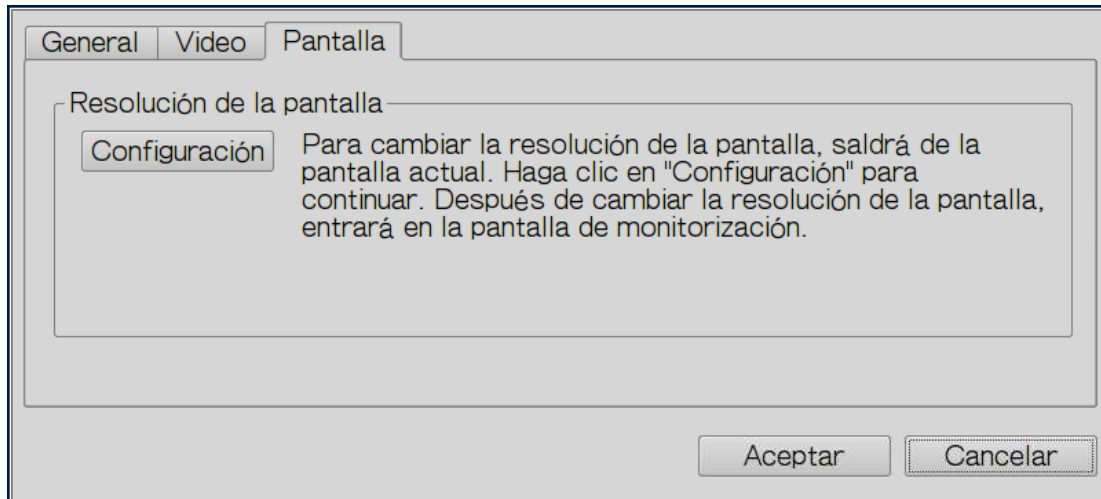 General Video Pantalla
Resolución de la pantalla
Configuración
Para cambiar la resolución de la pantalla, saldrá de la
pantalla actual. Haga clic en "Configuración" para
continuar. Después de cambiar la resolución de la pantalla,
entrará en la pantalla de monitorización.
Aceptar Cancelar